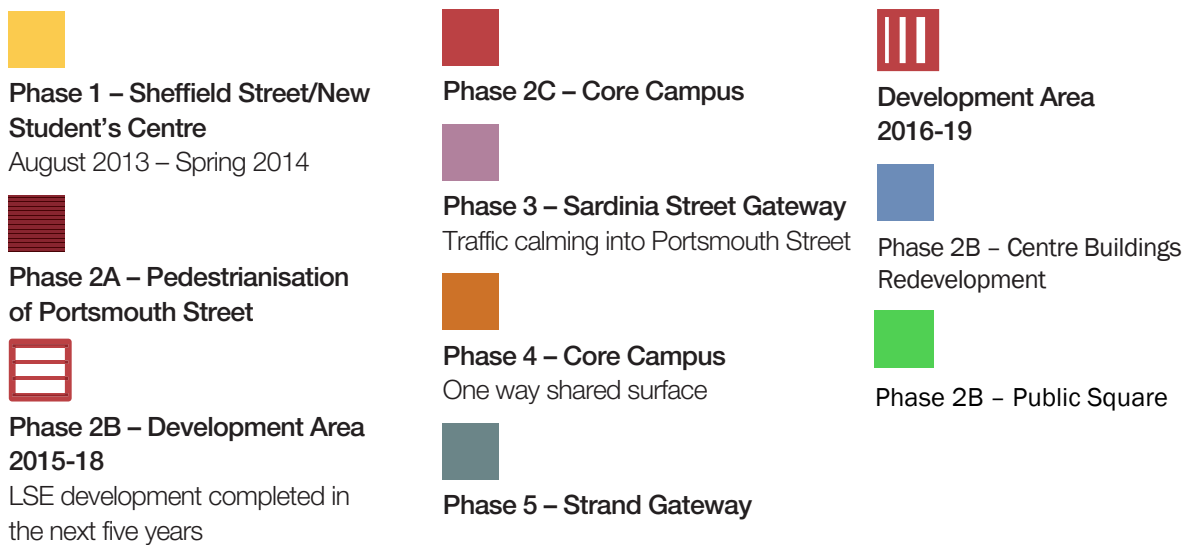 Phase 1 – Sheffield Street/New
Student’s Centre
August 2013 – Spring 2014
Phase 2A – Pedestrianisation
of Portsmouth Street
Phase 2B – Development Area
2015-18
LSE development completed in
the next five years
Phase 2C – Core Campus
Phase 3 – Sardinia Street Gateway
Traffic calming into Portsmouth Street
Phase 4 – Core Campus
One way shared surface
Phase 5 – Strand Gateway
Development Area
2016-19
Phase 2B – Centre Buildings
Redevelopment
Phase 2B – Public Square